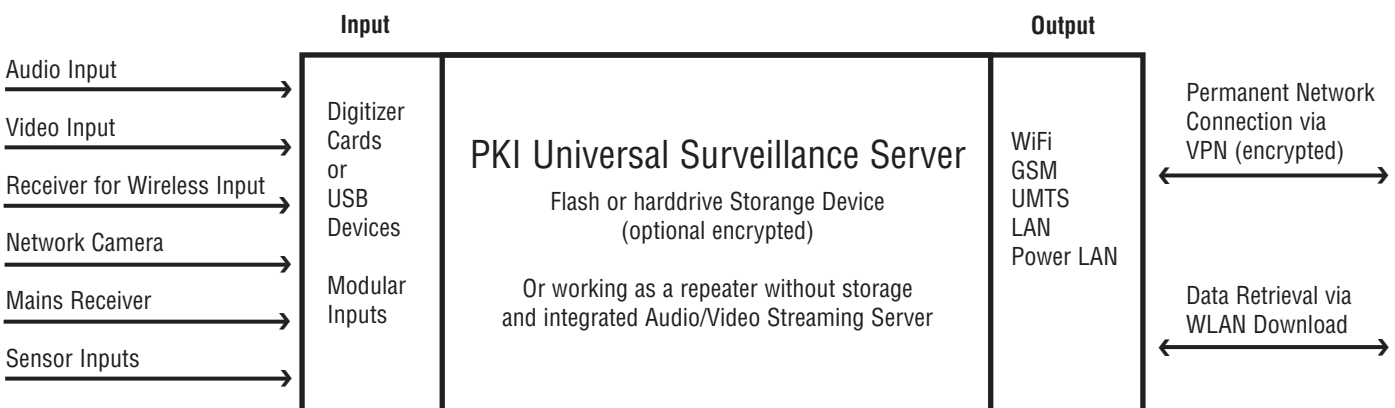 Input
Output
Audio Input
Video Input
Receiver for Wireless Input
Network Camera
Mains Receiver
Sensor Inputs
Digitizer
Cards
or
USB
Devices
Modular
Inputs
PKI Universal Surveillance Server
Flash or harddrive Storange Device
(optional encrypted)
Or working as a repeater without storage
and integrated Audio/Video Streaming Server
WiFi
GSM
UMTS
LAN
Power LAN
Permanent Network
Connection via
VPN (encrypted)
Data Retrieval via
WLAN Download